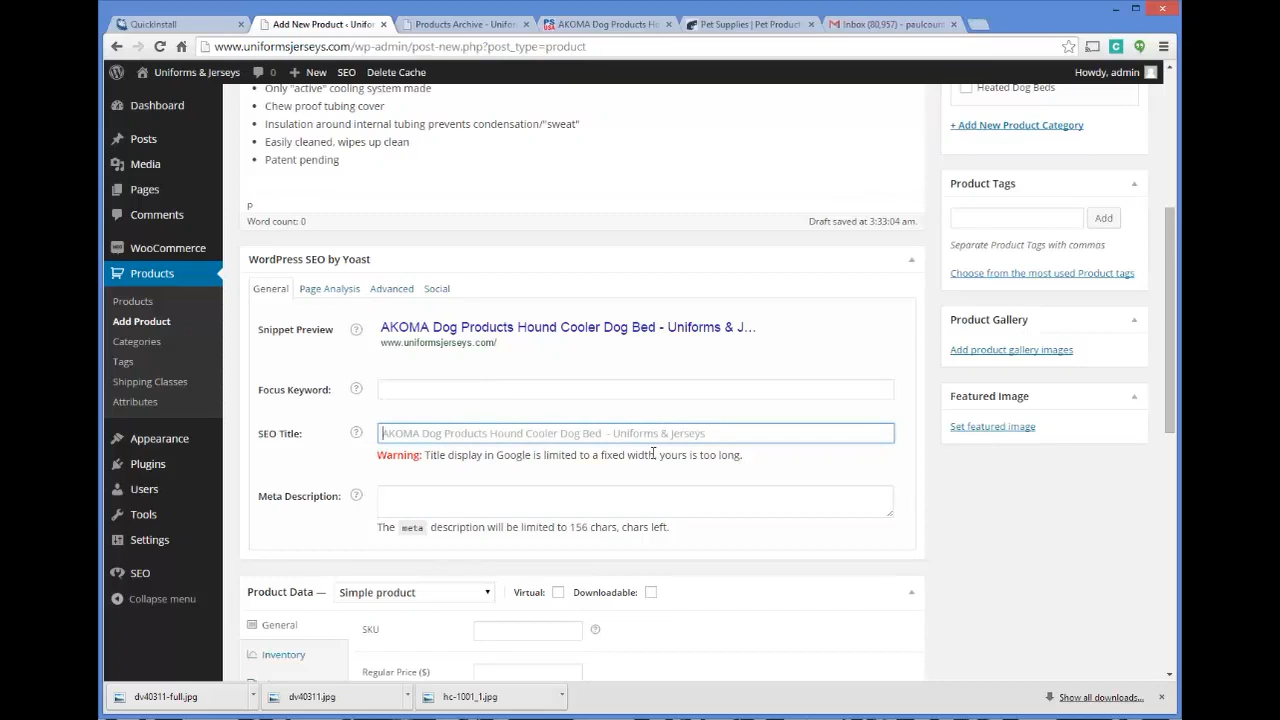 QuickInstall
Add New Product ‹ Unifor
Products Archive - Unifor
AKOMA Dog Products H
Pet Supplies | Pet Product
Inbox (80,957) - paulcoun
www.uniformsjerseys.com/wp-admin/post-new.php?post_type=product
Uniforms & Jerseys
0
+ New
SEO
Delete Cache
Howdy, admin
Dashboard
Posts
Media
Pages
Comments
WooCommerce
Products
Products
Add Product
Categories
Tags
Shipping Classes
Attributes
Appearance
Plugins
Users
Tools
Settings
SEO
Collapse menu
Only "active" cooling system made
Chew proof tubing cover
Insulation around internal tubing prevents condensation/"sweat"
Easily cleaned, wipes up clean
Patent pending
p
Word count: 0
Draft saved at 3:33:04 am.
WordPress SEO by Yoast
General
Page Analysis
Advanced
Social
Snippet Preview
AKOMA Dog Products Hound Cooler Dog Bed - Uniforms & J...
www.uniformsjerseys.com/
Focus Keyword:
SEO Title:
AKOMA Dog Products Hound Cooler Dog Bed - Uniforms & Jerseys
Warning: Title display in Google is limited to a fixed width, yours is too long.
Meta Description:
The meta description will be limited to 156 chars, chars left.
Product Data —
Simple product
Virtual:
Downloadable:
General
Inventory
SKU
Regular Price ($)
Heated Dog Beds
+ Add New Product Category
Product Tags
Add
Separate Product Tags with commas
Choose from the most used Product tags
Product Gallery
Add product gallery images
Featured Image
Set featured image
dv40311-full.jpg
dv40311.jpg
hc-1001_1.jpg
Show all downloads...